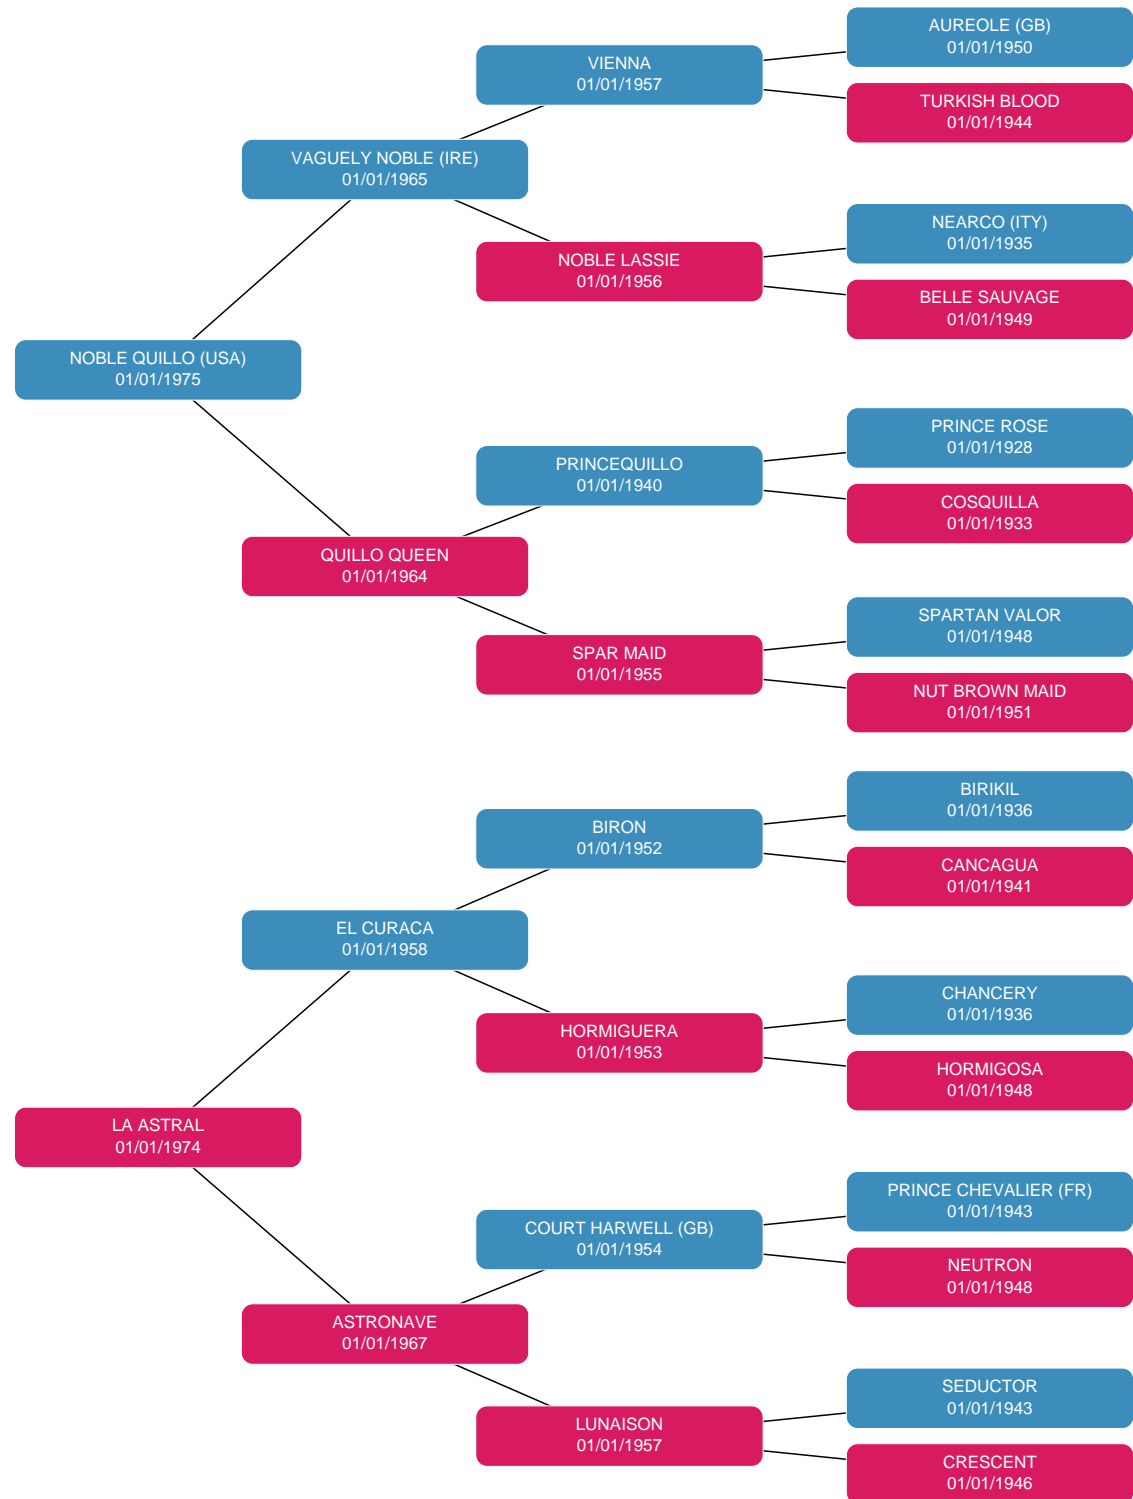 AUREOLE (GB)
01/01/1950
VIENNA
01/01/1957
TURKISH BLOOD
01/01/1944
VAGUELY NOBLE (IRE)
01/01/1965
NEARCO (ITY)
01/01/1935
NOBLE LASSIE
01/01/1956
BELLE SAUVAGE
01/01/1949
NOBLE QUILLO (USA)
01/01/1975
PRINCE ROSE
01/01/1928
PRINCEQUILLO
01/01/1940
COSQUILLA
01/01/1933
QUILLO QUEEN
01/01/1964
SPARTAN VALOR
01/01/1948
SPAR MAID
01/01/1955
NUT BROWN MAID
01/01/1951
BIRIKIL
01/01/1936
BIRON
01/01/1952
CANCAGUA
01/01/1941
EL CURACA
01/01/1958
CHANCERY
01/01/1936
HORMIGUERA
01/01/1953
HORMIGOSA
01/01/1948
LA ASTRAL
01/01/1974
PRINCE CHEVALIER (FR)
01/01/1943
COURT HARWELL (GB)
01/01/1954
NEUTRON
01/01/1948
ASTRONAVE
01/01/1967
SEDUCTOR
01/01/1943
LUNAISON
01/01/1957
CRESCENT
01/01/1946